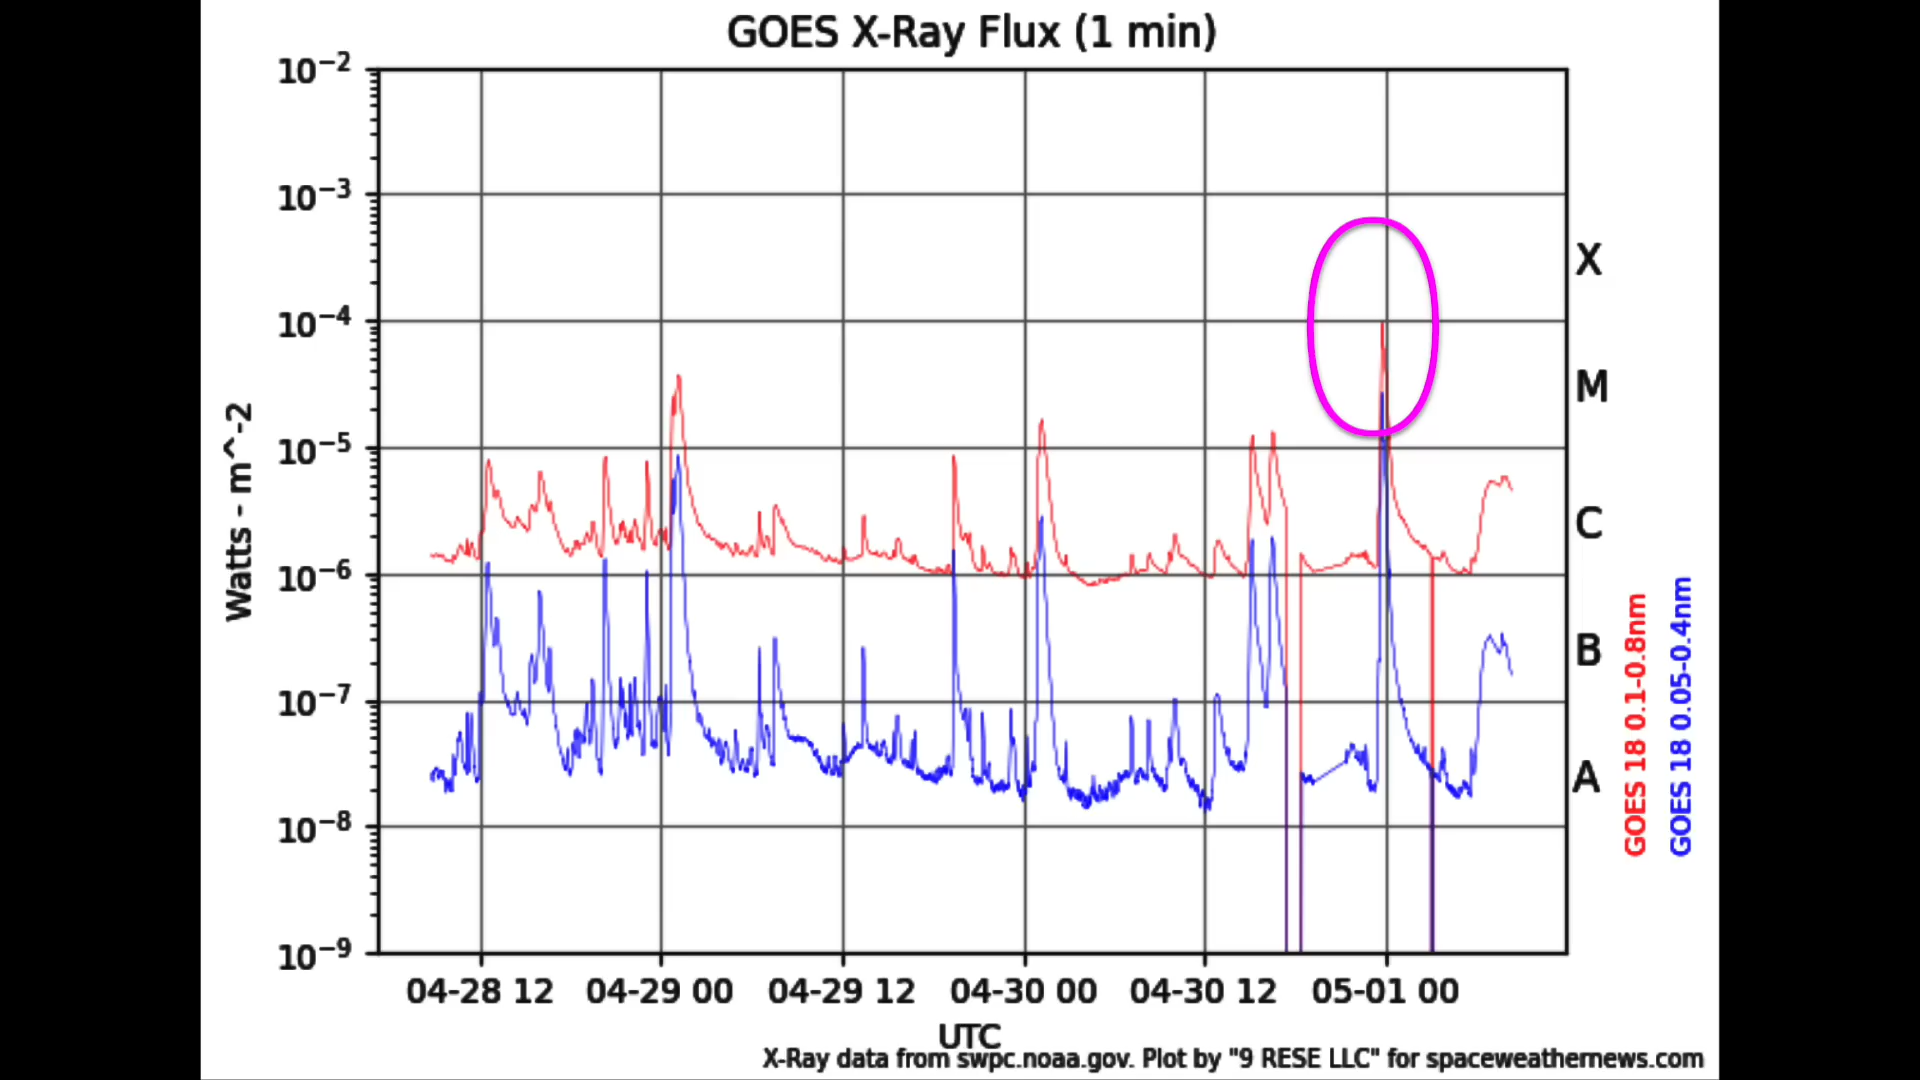 GOES X-Ray Flux (1 min)
10−2
10−3
10−4
10−5
10−6
10−7
10−8
10−9
Watts - m^-2
X
M
C
B
A
GOES 18 0.1-0.8nm
GOES 18 0.05-0.4nm
04-28 12 04-29 00 04-29 12 04-30 00 04-30 12 05-01 00
UTC
X-Ray data from swpc.noaa.gov. Plot by "9 RESE LLC" for spaceweathernews.com